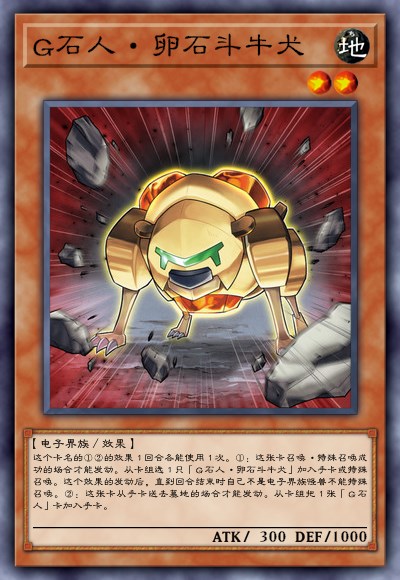 G石人・卵石斗牛犬
地
【电子界族／效果】
这个卡名的①②的效果1回合各能使用1次。①：这张卡召唤・特殊召唤成
功的场合才能发动。从卡组选1只「G石人・卵石斗牛犬」加入手卡或特殊
召唤。这个效果的发动后，直到回合结束时自己不是电子界族怪兽不能特殊
召唤。②：这张卡从手卡送去墓地的场合才能发动。从卡组把1张「G石
人」卡加入手卡。
ATK/ 300 DEF/1000